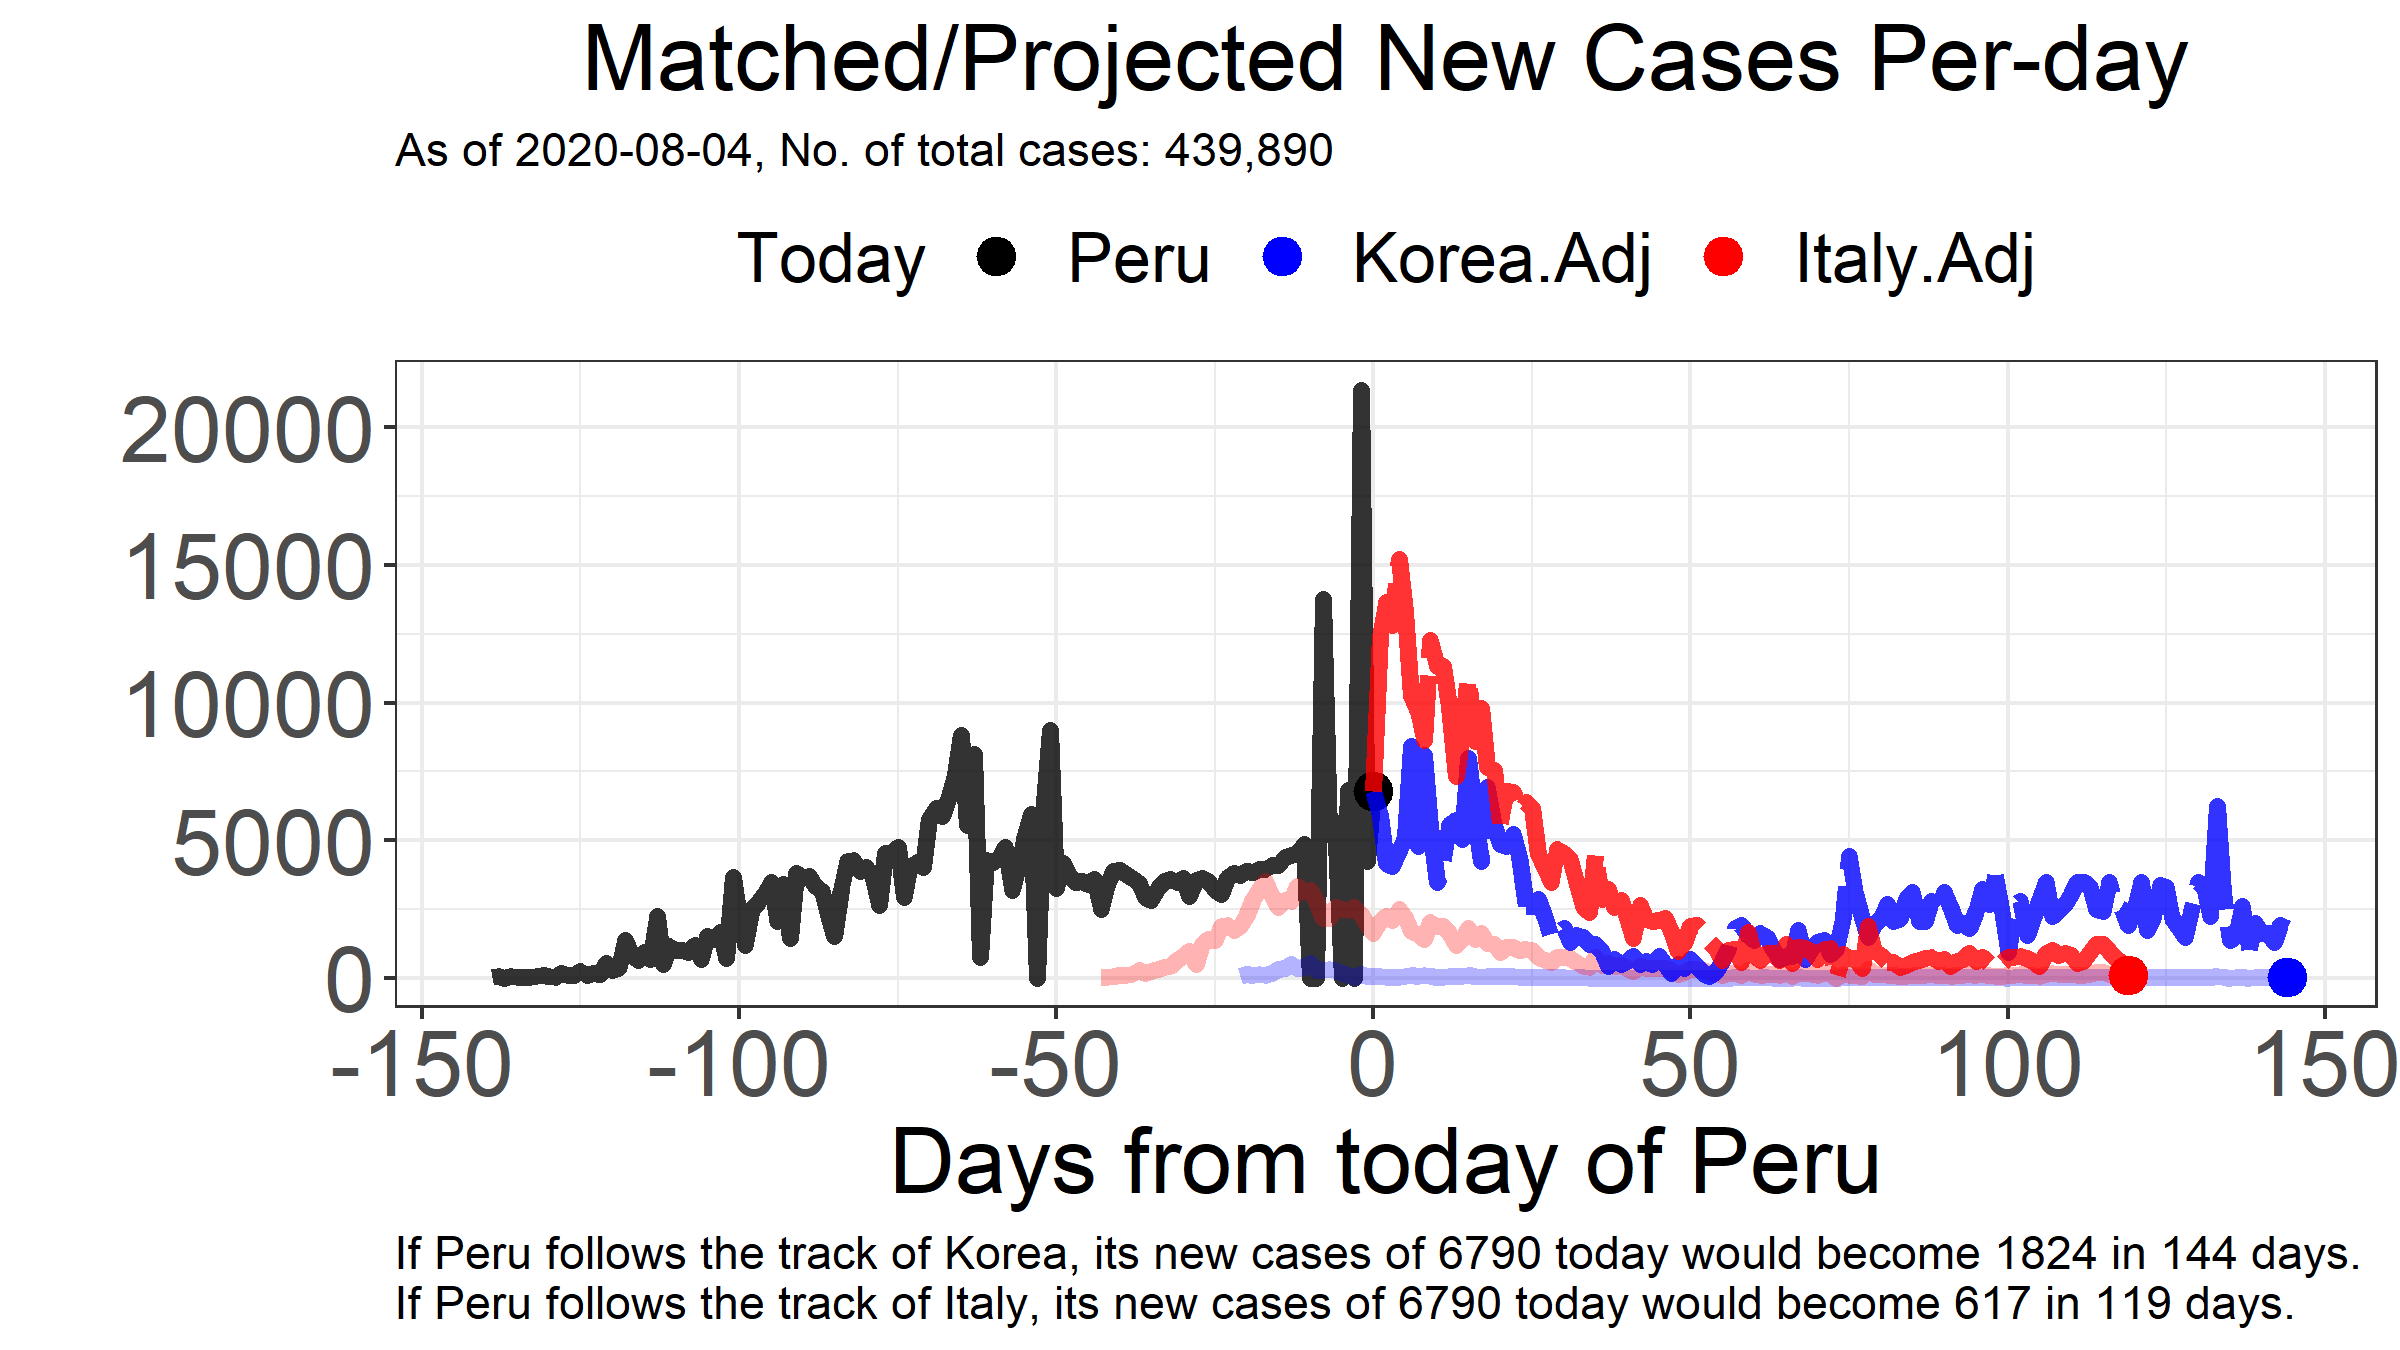 Matched/Projected New Cases Per-day
As of 2020-08-04, No. of total cases: 439,890
Today Peru Korea.Adj Italy.Adj
20000
15000
10000
5000
0
-150 -100 -50 0 50 100 150
Days from today of Peru
If Peru follows the track of Korea, its new cases of 6790 today would become 1824 in 144 days.
If Peru follows the track of Italy, its new cases of 6790 today would become 617 in 119 days.